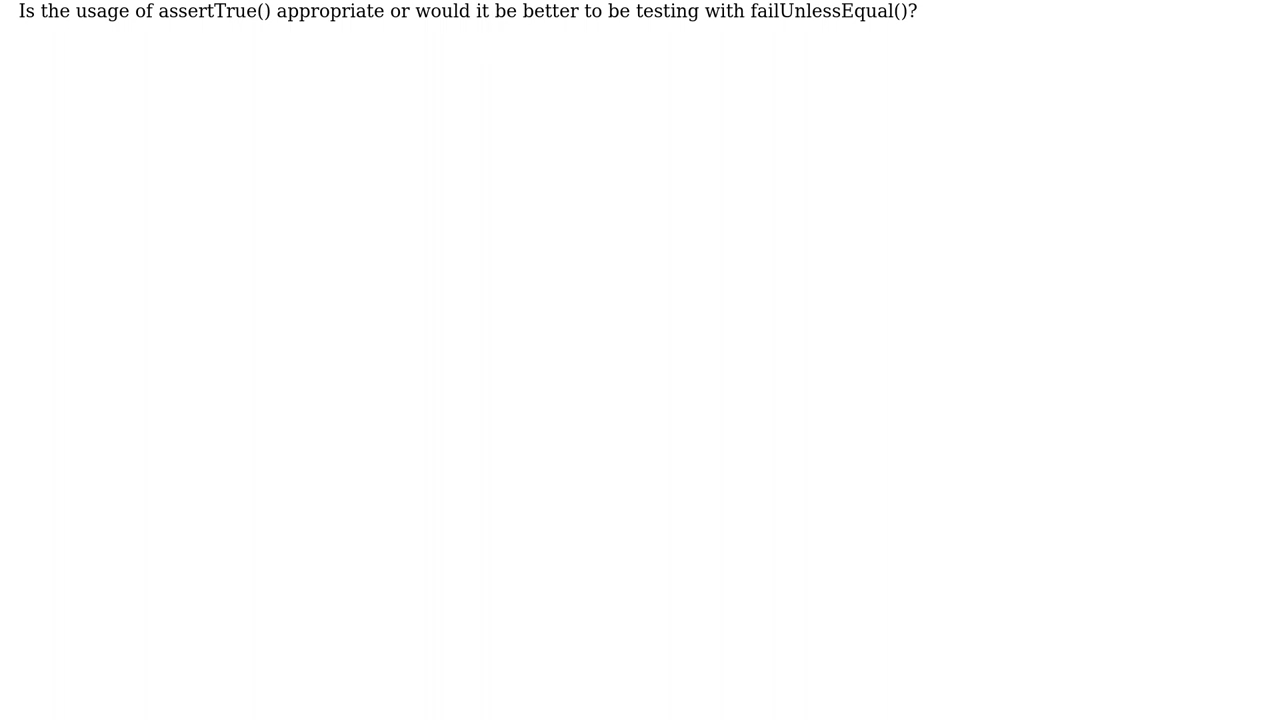 Is the usage of assertTrue() appropriate or would it be better to be testing with failUnlessEqual()?